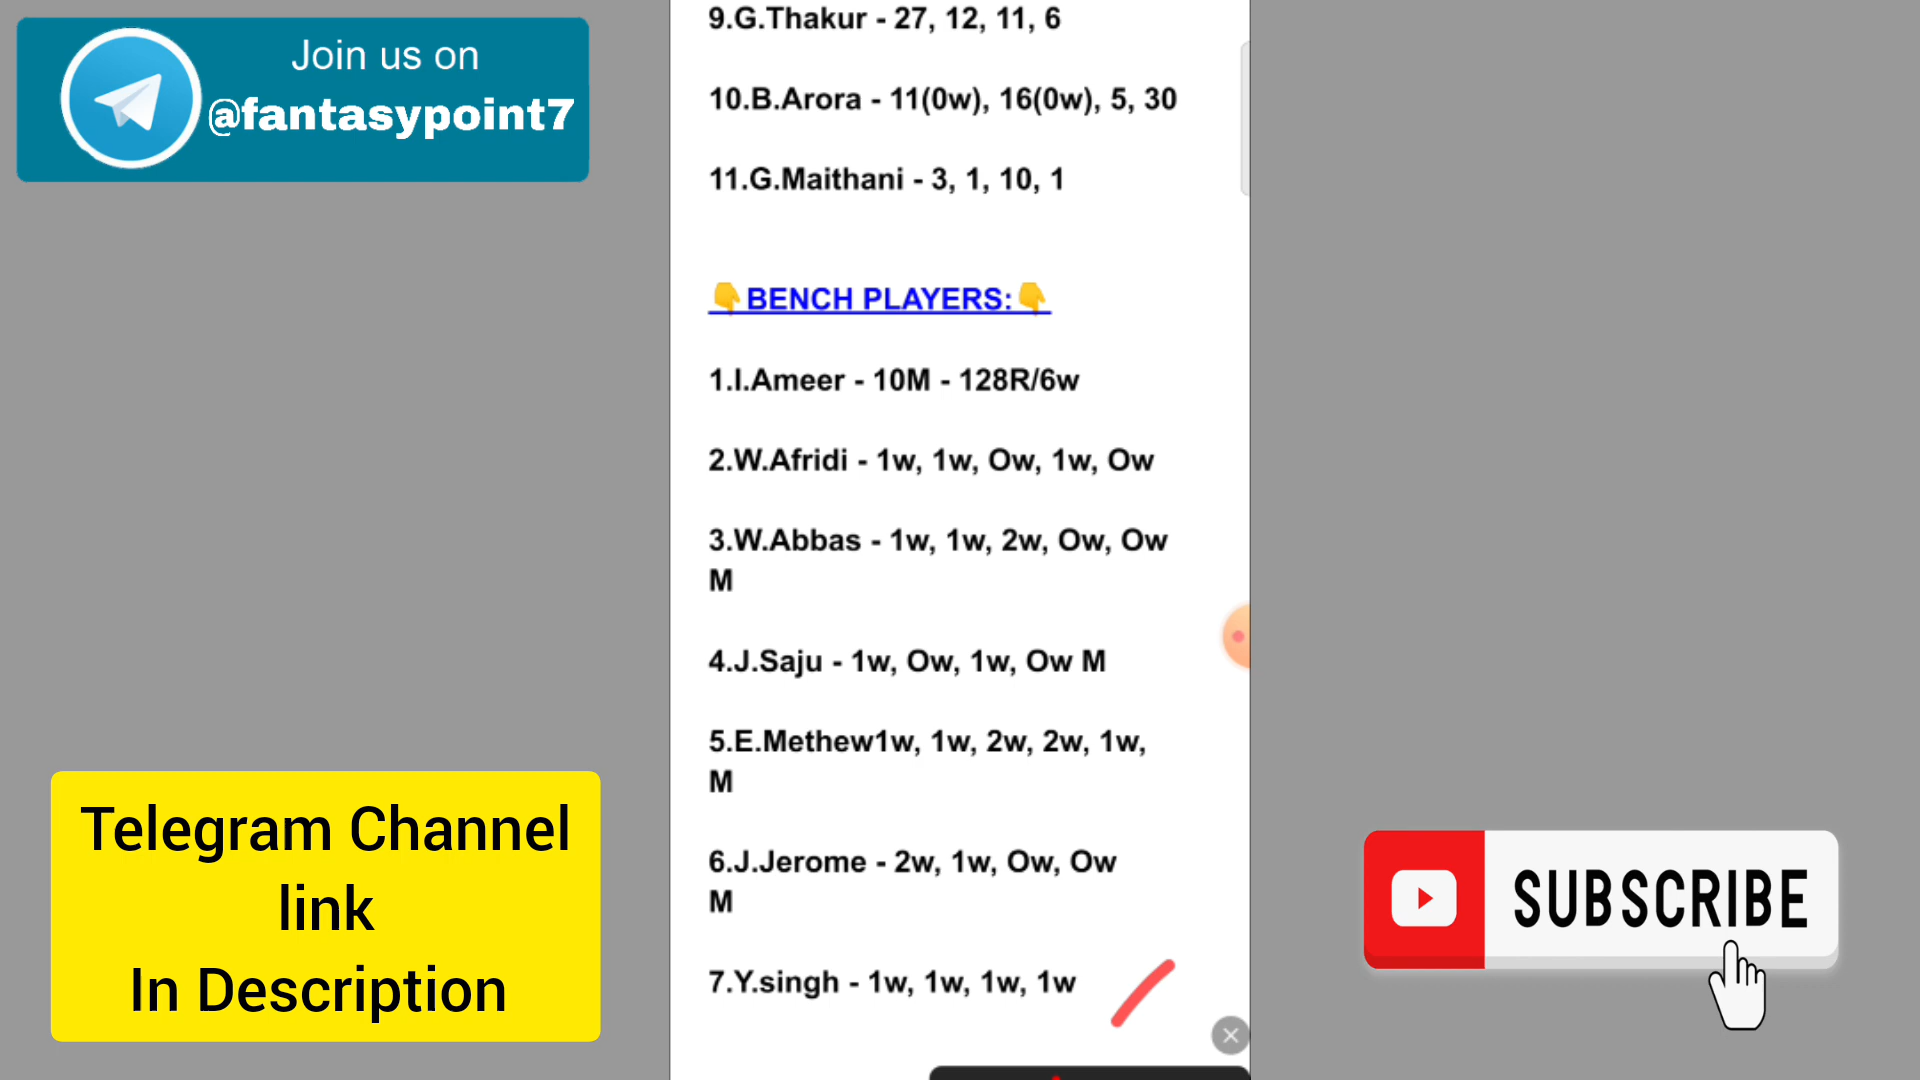 Join us on
@fantasypoint7
9.G.Thakur - 27, 12, 11, 6
10.B.Arora - 11(0w), 16(0w), 5, 30
11.G.Maithani - 3, 1, 10, 1
👇BENCH PLAYERS:👇
1.I.Ameer - 10M - 128R/6w
2.W.Afridi - 1w, 1w, Ow, 1w, Ow
3.W.Abbas - 1w, 1w, 2w, Ow, Ow
M
4.J.Saju - 1w, Ow, 1w, Ow M
5.E.Methew1w, 1w, 2w, 2w, 1w,
M
6.J.Jerome - 2w, 1w, Ow, Ow
M
7.Y.singh - 1w, 1w, 1w, 1w
Telegram Channel
link
In Description
SUBSCRIBE